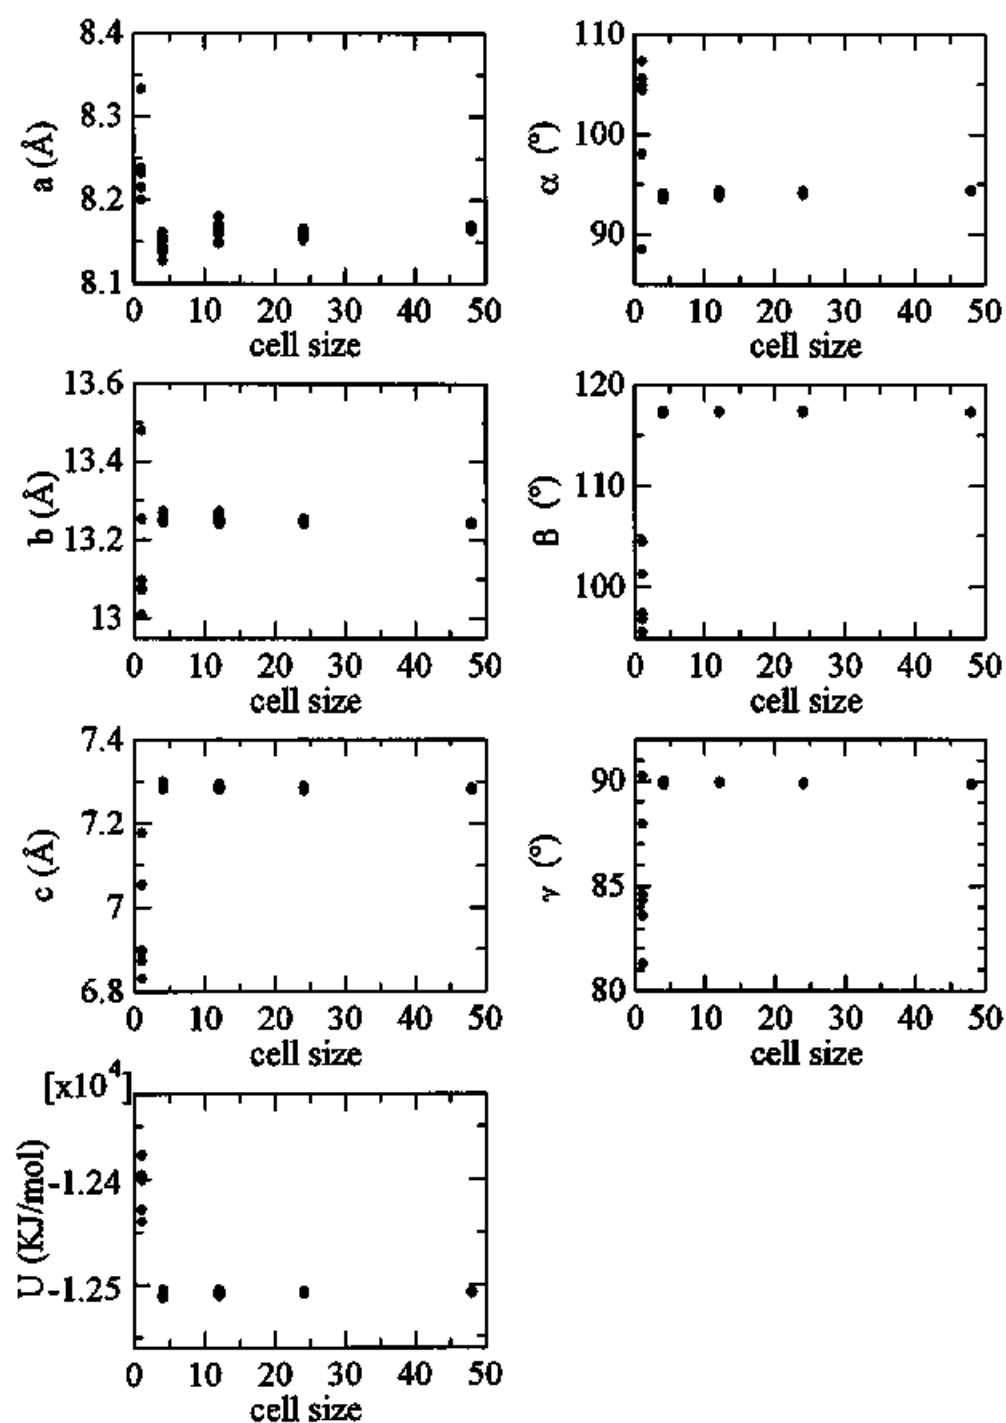 8.4
8.3
8.2
8.1
a (Å)
0 10 20 30 40 50
cell size
110
100
90
α (°)
0 10 20 30 40 50
cell size
13.6
13.4
13.2
13
b (Å)
0 10 20 30 40 50
cell size
120
110
100
β (°)
0 10 20 30 40 50
cell size
7.4
7.2
7
6.8
c (Å)
0 10 20 30 40 50
cell size
90
85
80
γ (°)
0 10 20 30 40 50
cell size
[x10⁴]
-1.24
-1.25
U (KJ/mol)
0 10 20 30 40 50
cell size